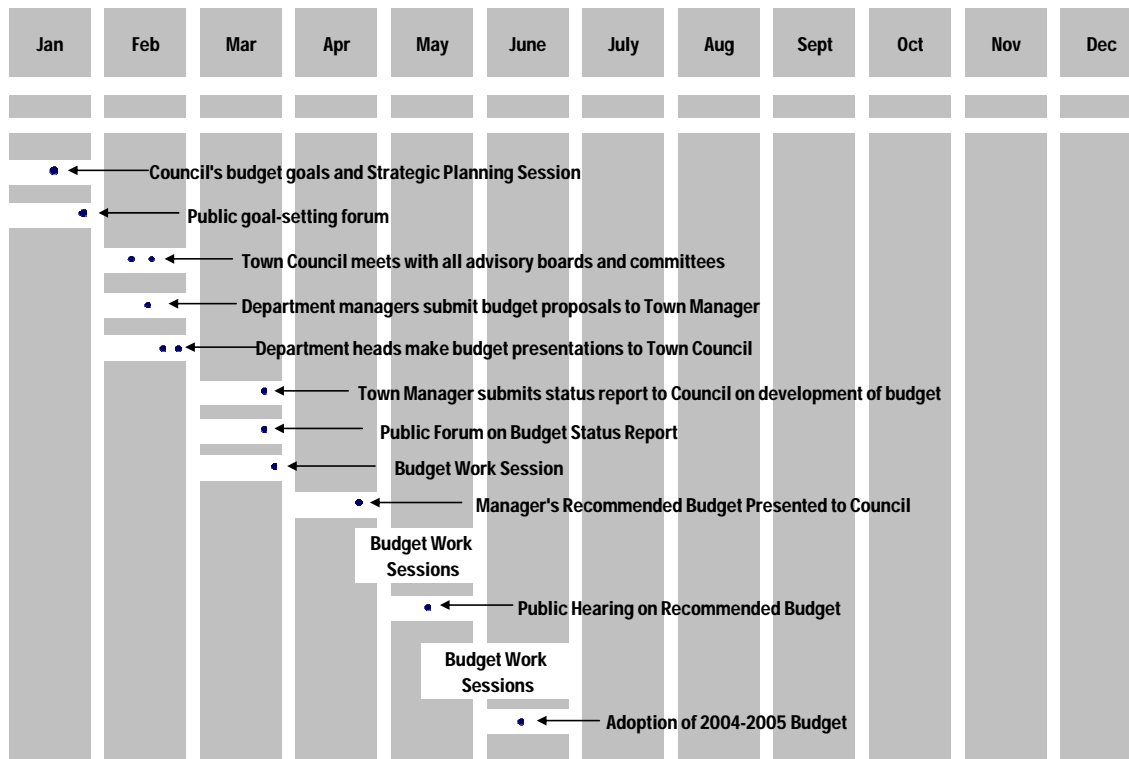 Jan Feb Mar Apr May June July Aug Sept Oct Nov Dec
Council's budget goals and Strategic Planning Session
Public goal-setting forum
Town Council meets with all advisory boards and committees
Department managers submit budget proposals to Town Manager
Department heads make budget presentations to Town Council
Town Manager submits status report to Council on development of budget
Public Forum on Budget Status Report
Budget Work Session
Manager's Recommended Budget Presented to Council
Budget Work
Sessions
Public Hearing on Recommended Budget
Budget Work
Sessions
Adoption of 2004-2005 Budget